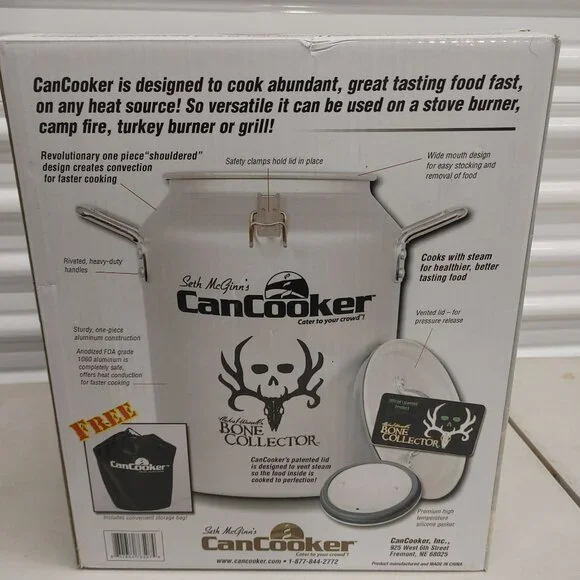 CanCooker is designed to cook abundant, great tasting food fast,
on any heat source! So versatile it can be used on a stove burner,
camp fire, turkey burner or grill!
Revolutionary one piece "shouldered"
design creates convection
for faster cooking
Safety clamps hold lid in place
Wide mouth design
for easy stocking and
removal of food
Riveted, heavy-duty
handles
Cooks with steam
for healthier, better
tasting food
Seth McGinn's
CanCooker
Cater to your crowd!
Vented lid – for
pressure release
Sturdy, one-piece
aluminum construction
Anodized FDA grade
1060 aluminum is
completely safe,
offers heat conduction
for faster cooking
FREE
CanCooker
Includes convenient storage bag!
BONE
COLLECTOR
BONE
COLLECTOR
CanCooker's patented lid
is designed to vent steam
so the food inside is
cooked to perfection!
Premium high
temperature
silicone gasket
Seth McGinn's
CanCooker
Cater to your crowd!
www.cancooker.com • 1-877-844-2772
CanCooker, Inc.,
925 West 6th Street
Fremont, NE 68025
Product manufactured and MADE IN CHINA